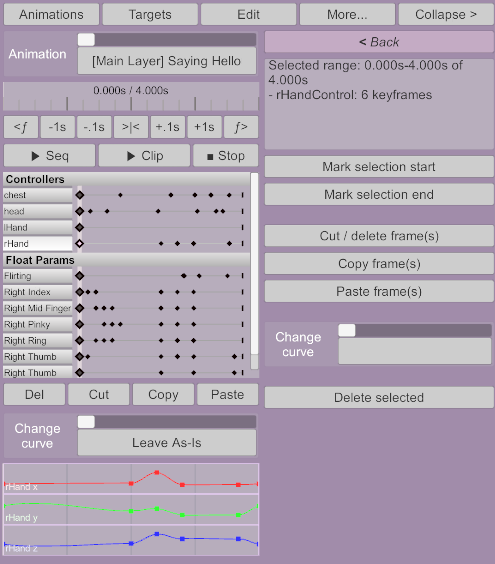 Animations
Targets
Edit
More...
Collapse >
Animation
[Main Layer] Saying Hello
0.000s / 4.000s
<ƒ
-1s
-.1s
>|<
+.1s
+1s
ƒ>
▶ Seq
▶ Clip
■ Stop
Controllers
chest
head
lHand
rHand
Float Params
Flirting
Right Index
Right Mid Finger
Right Pinky
Right Ring
Right Thumb
Right Thumb
Del
Cut
Copy
Paste
Change
curve
Leave As-Is
rHand x
rHand y
rHand z
< Back
Selected range: 0.000s-4.000s of
4.000s
- rHandControl: 6 keyframes
Mark selection start
Mark selection end
Cut / delete frame(s)
Copy frame(s)
Paste frame(s)
Change
curve
Delete selected